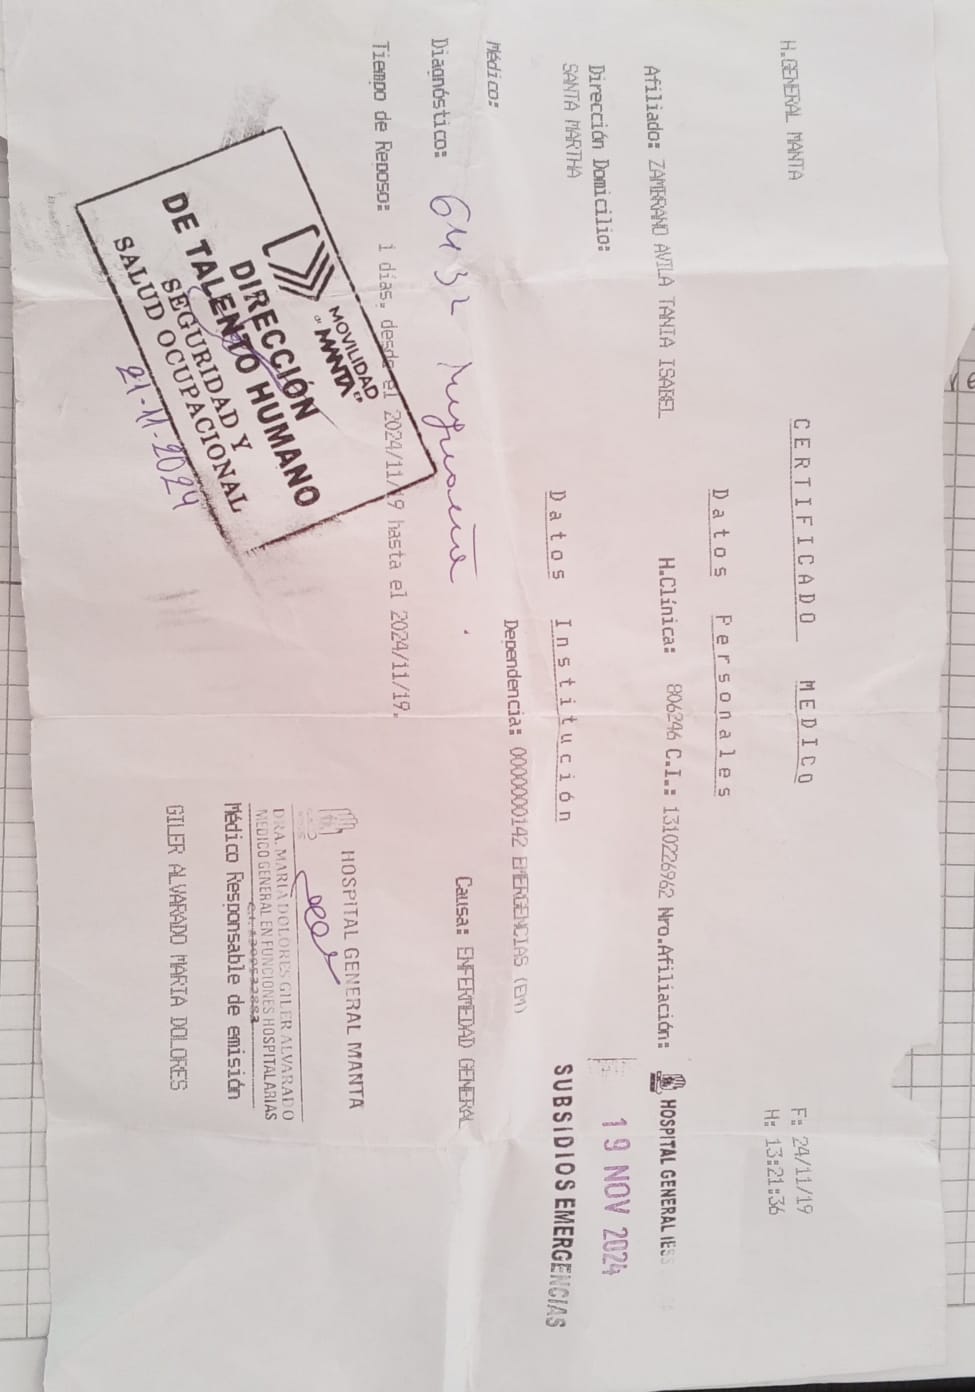 H.GENERAL MANTA
CERTIFICADO MEDICO
F: 24/11/19
H: 13:21:36
Datos Personales
Afiliado: ZAMBRANO AVILA TANIA ISABEL H.Clínica: 806246 C.I.: 1310226962 Nro.Afiliación:
HOSPITAL GENERAL IESS
Dirección Domicilio:
SANTA MARTHA
19 NOV 2024
SUBSIDIOS EMERGENCIAS
Datos Institución
Dependencia: 0000000142 EMERGENCIAS (EM)
Médico:
Causa: ENFERMEDAD GENERAL
Diagnóstico: G43
Tiempo de Reposo: 1 días, desde el 2024/11/19 hasta el 2024/11/19.
MOVILIDAD
de MANTA EP
DIRECCIÓN
DE TALENTO HUMANO
SEGURIDAD Y
SALUD OCUPACIONAL
21-11-2024
HOSPITAL GENERAL MANTA
DRA. MARIA DOLORES GILER ALVARADO
MEDICO GENERAL EN FUNCIONES HOSPITALARIAS
Médico Responsable de emisión
GILER ALVARADO MARIA DOLORES